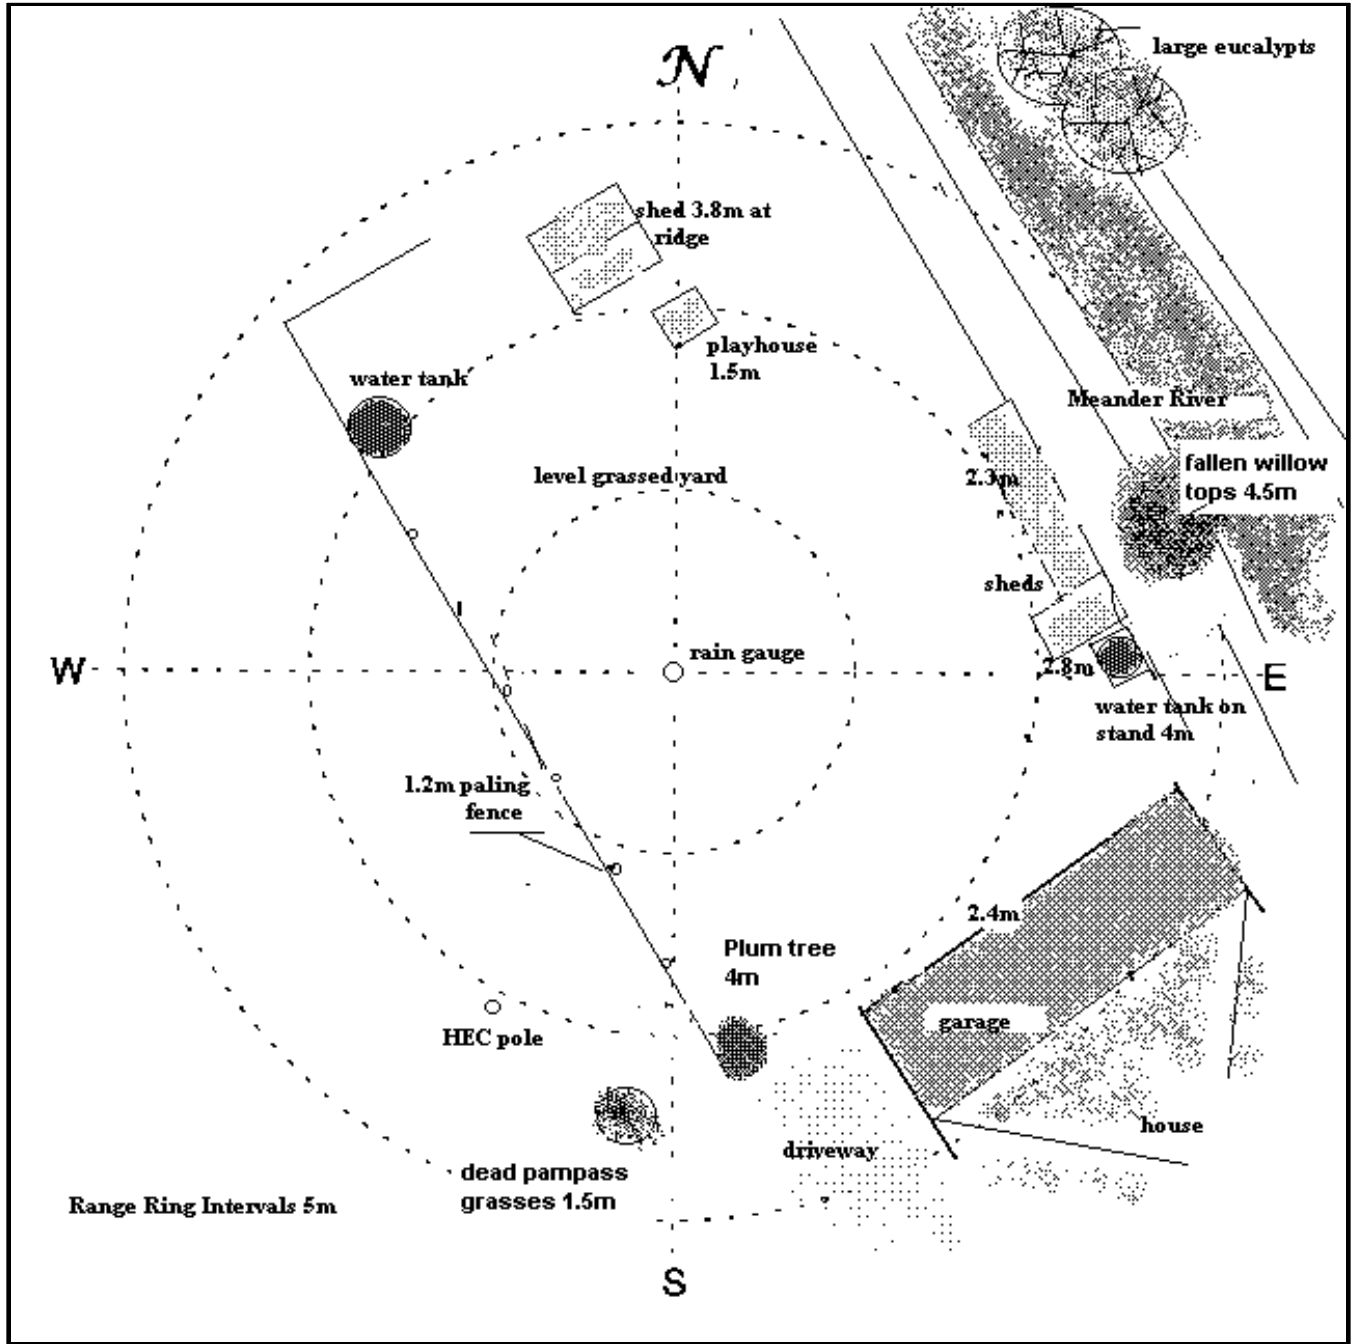 N
large eucalypts
shed 3.8m at
ridge
playhouse
1.5m
water tank
Meander River
fallen willow
tops 4.5m
level grassed yard
2.3m
sheds
W
rain gauge
2.8m
E
water tank on
stand 4m
1.2m paling
fence
2.4m
Plum tree
4m
garage
HEC pole
house
driveway
dead pampass
grasses 1.5m
Range Ring Intervals 5m
S